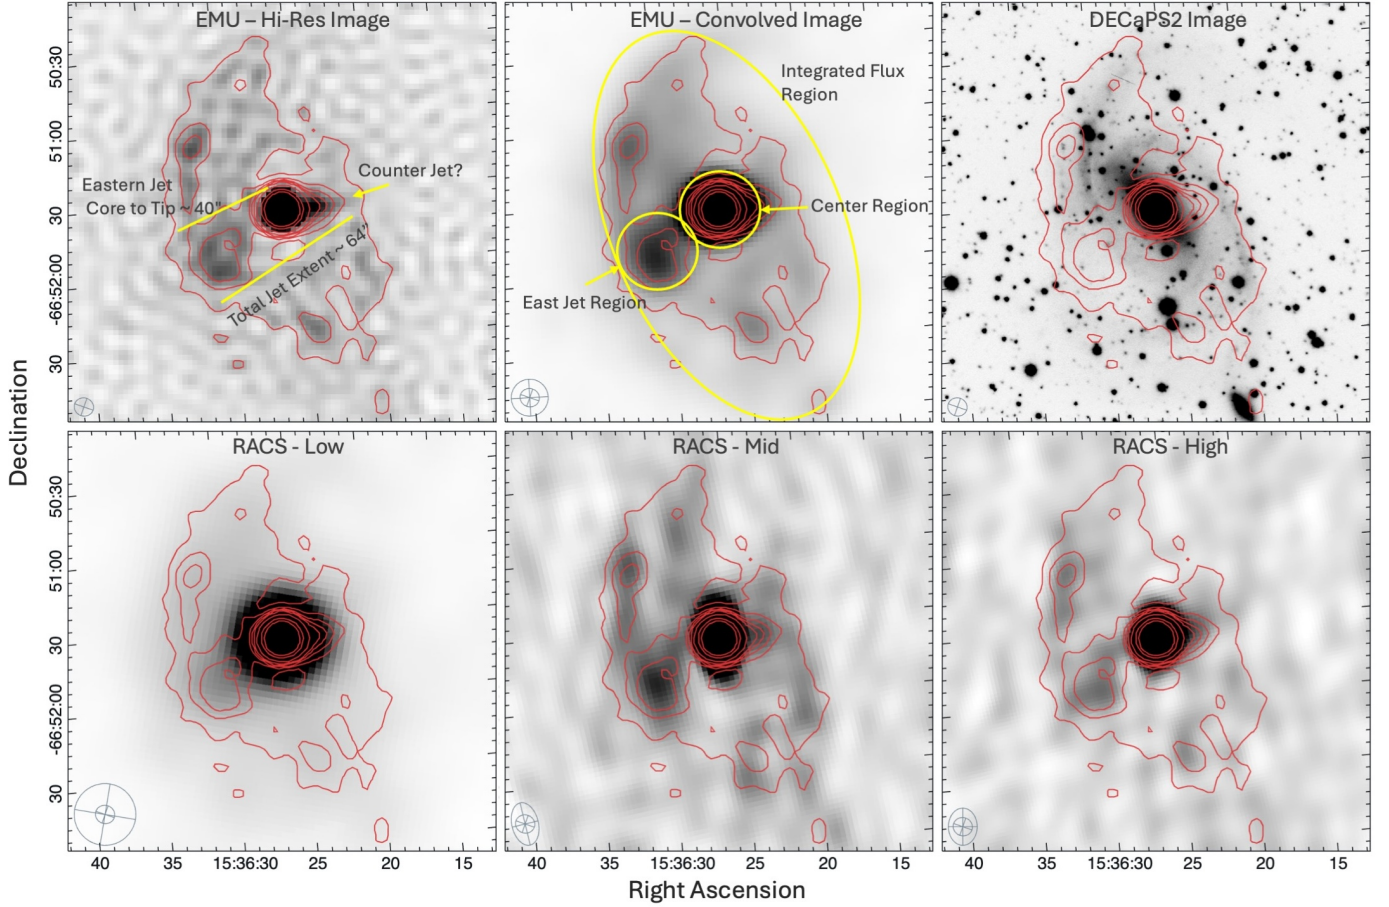 EMU – Hi-Res Image
EMU – Convolved Image
DECaPS2 Image
Integrated Flux
Region
Counter Jet?
Eastern Jet
Core to Tip ~ 40"
Total Jet Extent ~ 64"
Center Region
East Jet Region
50:30
51:00
30
-66:52:00
30
RACS - Low
RACS - Mid
RACS - High
50:30
51:00
30
-66:52:00
30
40
35
15:36:30
25
20
15
40
35
15:36:30
25
20
15
40
35
15:36:30
25
20
15
Declination
Right Ascension